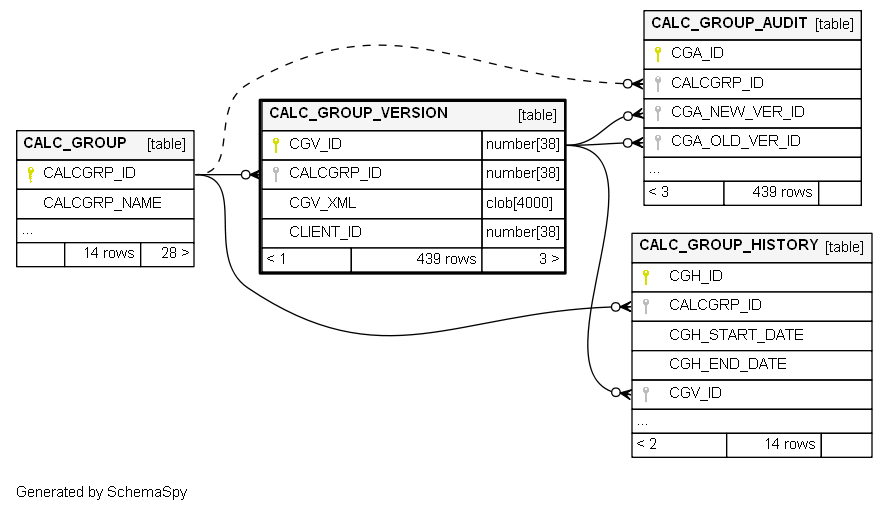 CALC_GROUP [table]
CALCGRP_ID
CALCGRP_NAME
...
14 rows 28 >
CALC_GROUP_VERSION [table]
CGV_ID number[38]
CALCGRP_ID number[38]
CGV_XML clob[4000]
CLIENT_ID number[38]
< 1 439 rows 3 >
CALC_GROUP_AUDIT [table]
CGA_ID
CALCGRP_ID
CGA_NEW_VER_ID
CGA_OLD_VER_ID
...
< 3 439 rows
CALC_GROUP_HISTORY [table]
CGH_ID
CALCGRP_ID
CGH_START_DATE
CGH_END_DATE
CGV_ID
...
< 2 14 rows
Generated by SchemaSpy